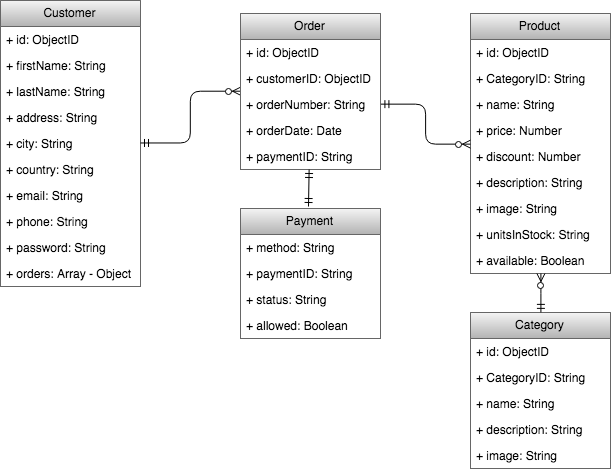 Customer
+ id: ObjectID
+ firstName: String
+ lastName: String
+ address: String
+ city: String
+ country: String
+ email: String
+ phone: String
+ password: String
+ orders: Array - Object
Order
+ id: ObjectID
+ customerID: ObjectID
+ orderNumber: String
+ orderDate: Date
+ paymentID: String
Payment
+ method: String
+ paymentID: String
+ status: String
+ allowed: Boolean
Product
+ id: ObjectID
+ CategoryID: String
+ name: String
+ price: Number
+ discount: Number
+ description: String
+ image: String
+ unitsInStock: String
+ available: Boolean
Category
+ id: ObjectID
+ CategoryID: String
+ name: String
+ description: String
+ image: String